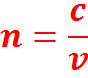 n = c/v